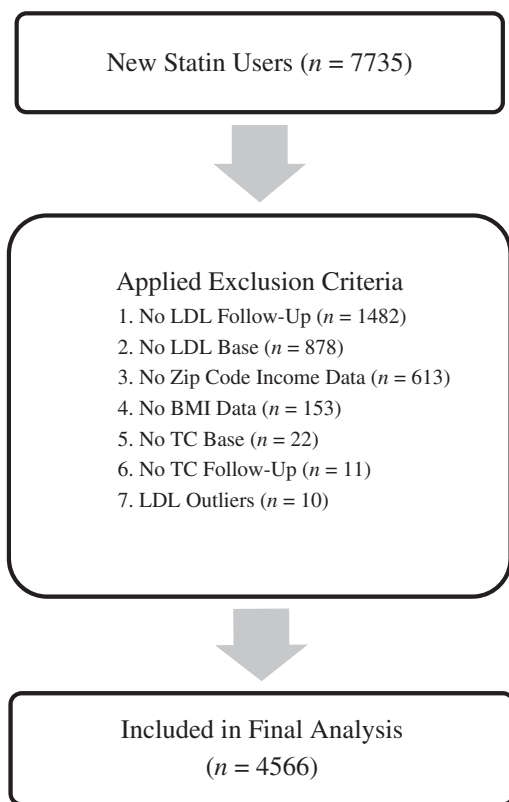 New Statin Users (n = 7735)
Applied Exclusion Criteria
1. No LDL Follow-Up (n = 1482)
2. No LDL Base (n = 878)
3. No Zip Code Income Data (n = 613)
4. No BMI Data (n = 153)
5. No TC Base (n = 22)
6. No TC Follow-Up (n = 11)
7. LDL Outliers (n = 10)
Included in Final Analysis
(n = 4566)